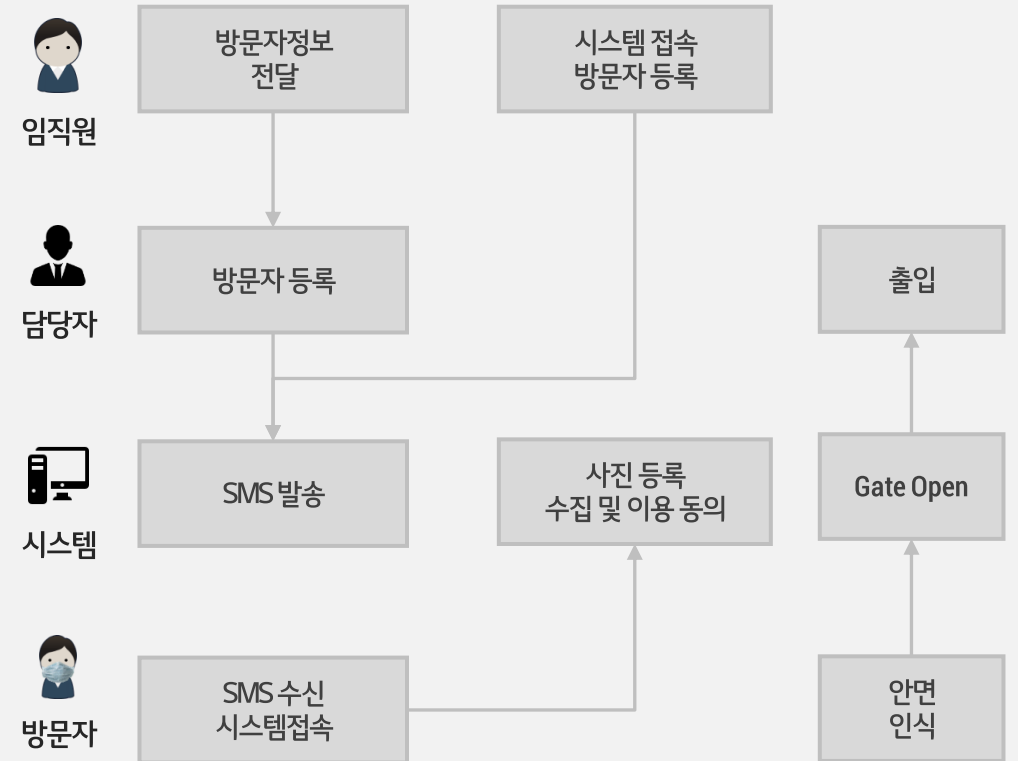 임직원
방문자정보
전달
시스템 접속
방문자 등록
담당자
방문자 등록
출입
시스템
SMS 발송
사진 등록
수집 및 이용 동의
Gate Open
방문자
SMS 수신
시스템접속
안면
인식